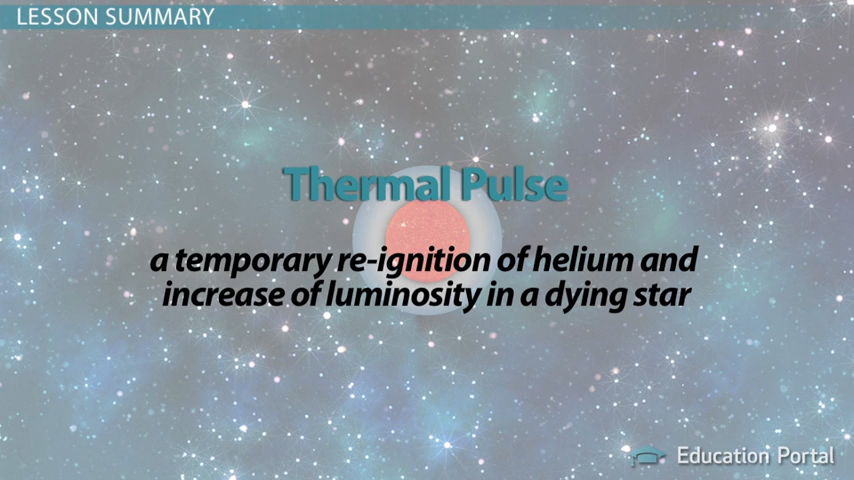 LESSON SUMMARY
Thermal Pulse
a temporary re-ignition of helium and
increase of luminosity in a dying star
Education Portal